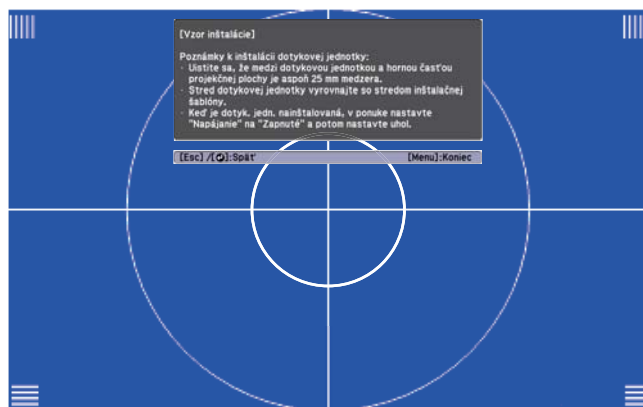 [Vzor inštalácie]
Poznámky k inštalácii dotykovej jednotky:
· Uistite sa, že medzi dotykovou jednotkou a hornou časťou
projekčnej plochy je aspoň 25 mm medzera.
· Stred dotykovej jednotky vyrovnajte so stredom inštalačnej
šablóny.
· Keď je dotyk. jedn. nainštalovaná, v ponuke nastavte
"Napájanie" na "Zapnuté" a potom nastavte uhol.
[Esc] /[↲]:Späť [Menu]:Koniec